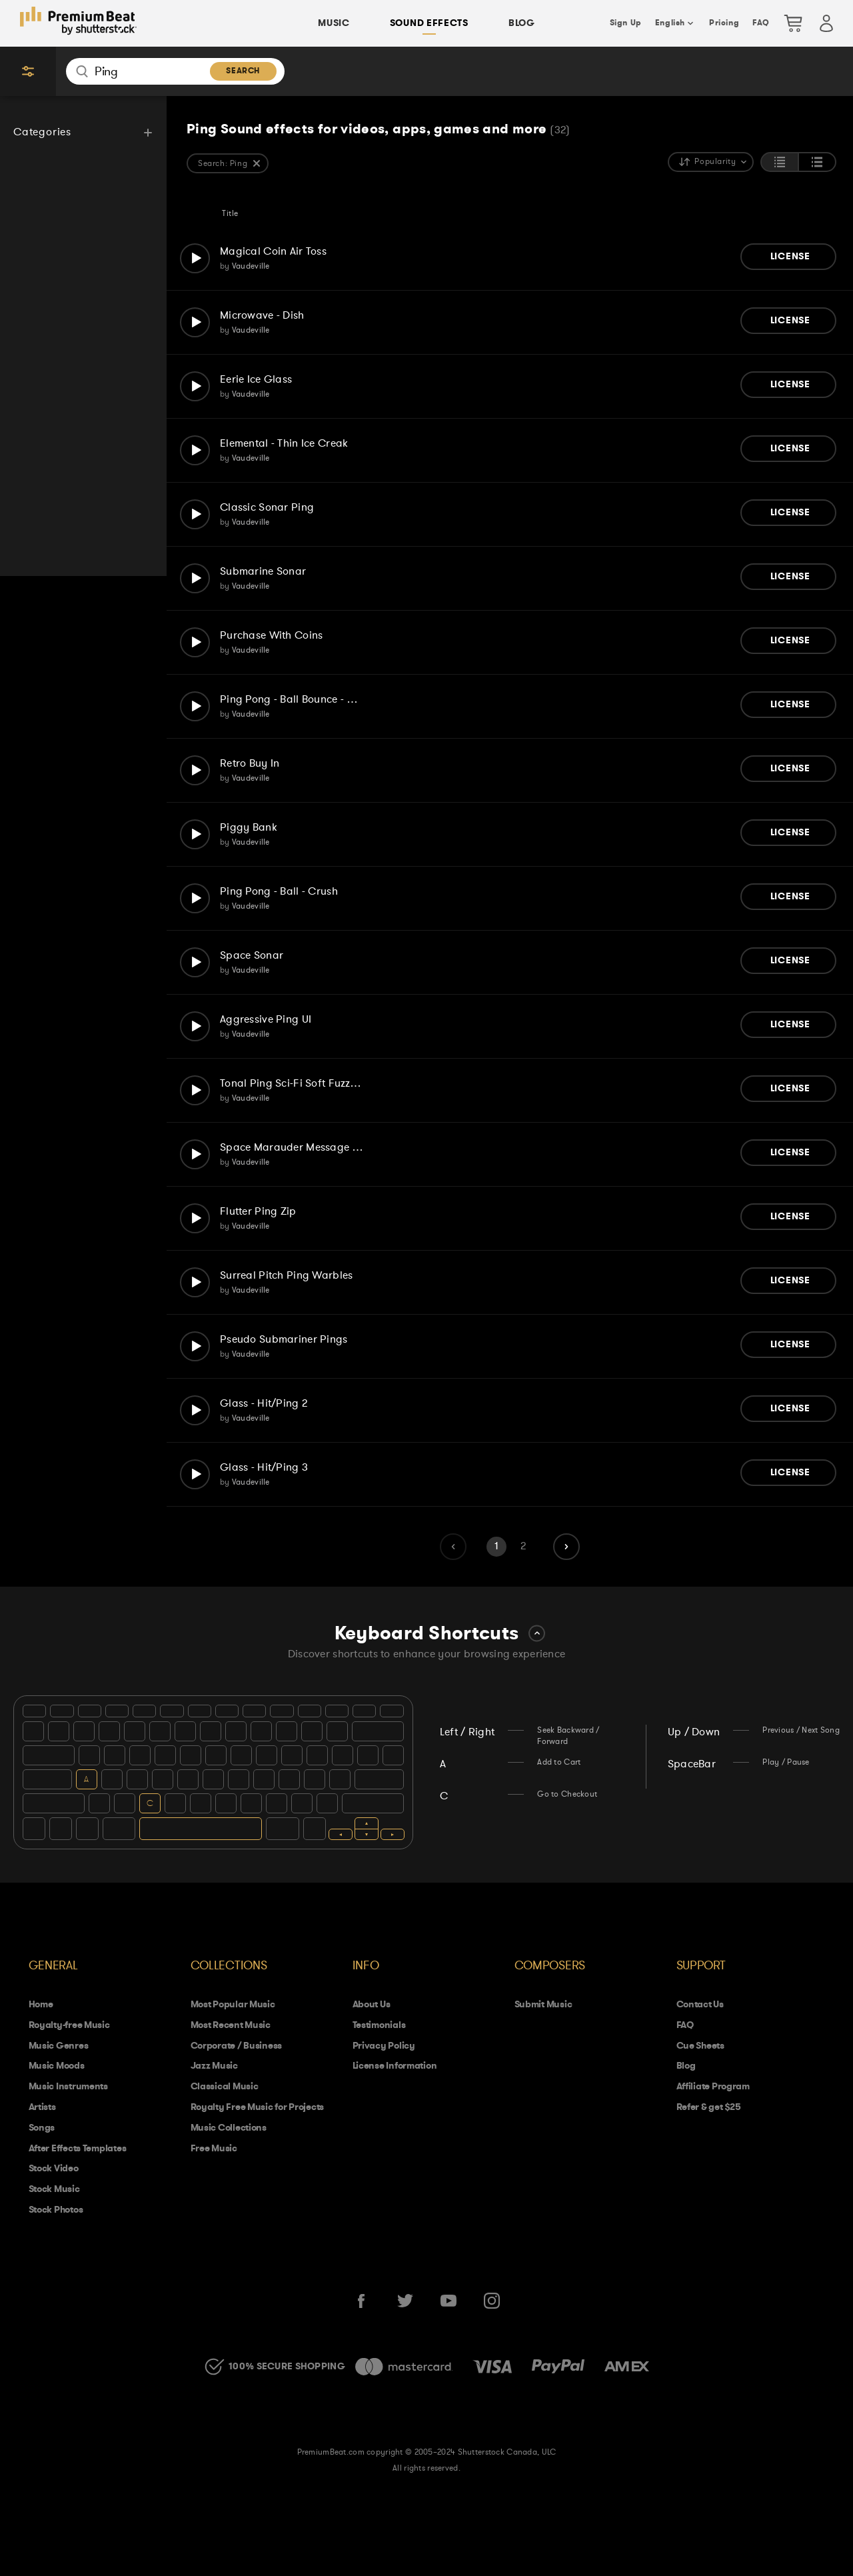 PremiumBeat
by shutterstock
MUSIC
SOUND EFFECTS
BLOG
Sign Up
English
Pricing
FAQ
Ping
SEARCH
Categories
Ping Sound effects for videos, apps, games and more (32)
Search: Ping
Popularity
Title
Magical Coin Air Toss
by Vaudeville
LICENSE
Microwave - Dish
by Vaudeville
LICENSE
Eerie Ice Glass
by Vaudeville
LICENSE
Elemental - Thin Ice Creak
by Vaudeville
LICENSE
Classic Sonar Ping
by Vaudeville
LICENSE
Submarine Sonar
by Vaudeville
LICENSE
Purchase With Coins
by Vaudeville
LICENSE
Ping Pong - Ball Bounce - ...
by Vaudeville
LICENSE
Retro Buy In
by Vaudeville
LICENSE
Piggy Bank
by Vaudeville
LICENSE
Ping Pong - Ball - Crush
by Vaudeville
LICENSE
Space Sonar
by Vaudeville
LICENSE
Aggressive Ping UI
by Vaudeville
LICENSE
Tonal Ping Sci-Fi Soft Fuzz...
by Vaudeville
LICENSE
Space Marauder Message ...
by Vaudeville
LICENSE
Flutter Ping Zip
by Vaudeville
LICENSE
Surreal Pitch Ping Warbles
by Vaudeville
LICENSE
Pseudo Submariner Pings
by Vaudeville
LICENSE
Glass - Hit/Ping 2
by Vaudeville
LICENSE
Glass - Hit/Ping 3
by Vaudeville
LICENSE
1
2
Keyboard Shortcuts
Discover shortcuts to enhance your browsing experience
A
C
Left / Right
Seek Backward /
Forward
A
Add to Cart
C
Go to Checkout
Up / Down
Previous / Next Song
SpaceBar
Play / Pause
GENERAL
Home
Royalty-free Music
Music Genres
Music Moods
Music Instruments
Artists
Songs
After Effects Templates
Stock Video
Stock Music
Stock Photos
COLLECTIONS
Most Popular Music
Most Recent Music
Corporate / Business
Jazz Music
Classical Music
Royalty Free Music for Projects
Music Collections
Free Music
INFO
About Us
Testimonials
Privacy Policy
License Information
COMPOSERS
Submit Music
SUPPORT
Contact Us
FAQ
Cue Sheets
Blog
Affiliate Program
Refer & get $25
100% SECURE SHOPPING
mastercard
VISA
PayPal
AMEX
PremiumBeat.com copyright © 2005-2024 Shutterstock Canada, ULC
All rights reserved.